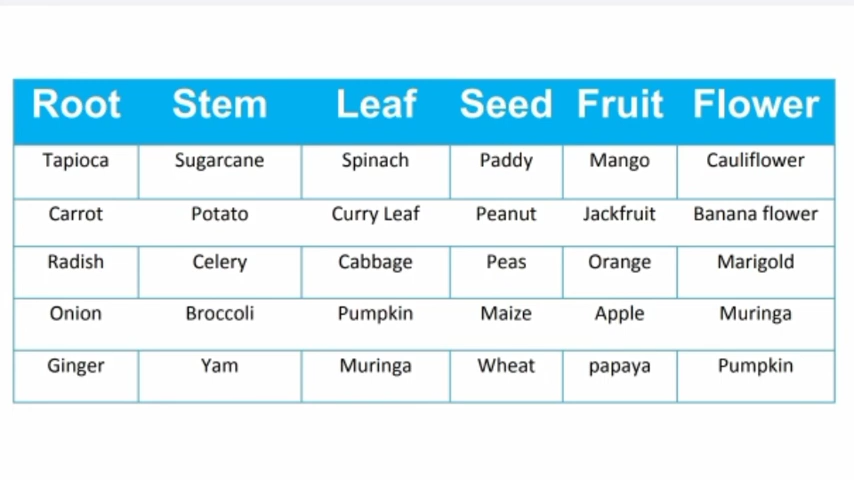 Root Stem Leaf Seed Fruit Flower
Tapioca Sugarcane Spinach Paddy Mango Cauliflower
Carrot Potato Curry Leaf Peanut Jackfruit Banana flower
Radish Celery Cabbage Peas Orange Marigold
Onion Broccoli Pumpkin Maize Apple Muringa
Ginger Yam Muringa Wheat papaya Pumpkin